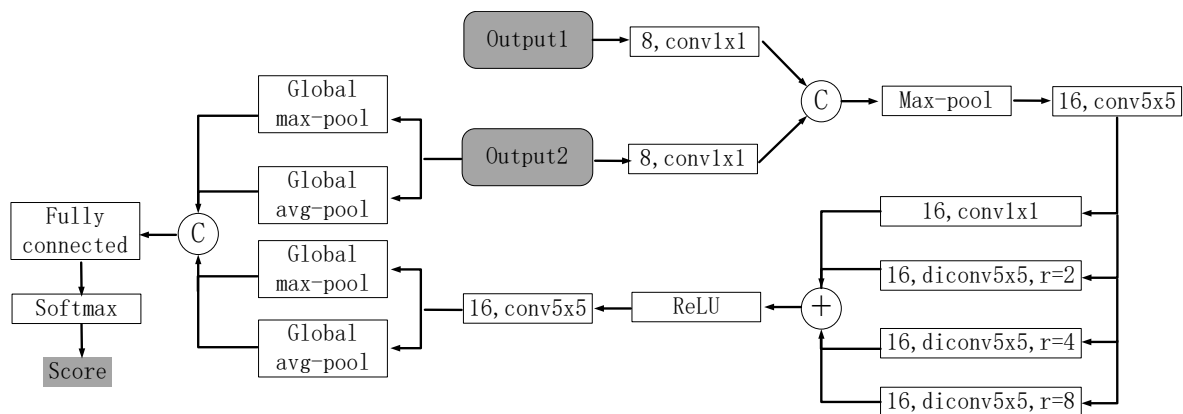 Output1
8,conv1x1
Global
max-pool
C
Max-pool
16,conv5x5
Output2
8,conv1x1
Global
avg-pool
Fully
connected
C
16,conv1x1
Global
max-pool
16,diconv5x5,r=2
Softmax
16,conv5x5
ReLU
+
Global
avg-pool
16,diconv5x5,r=4
Score
16,diconv5x5,r=8